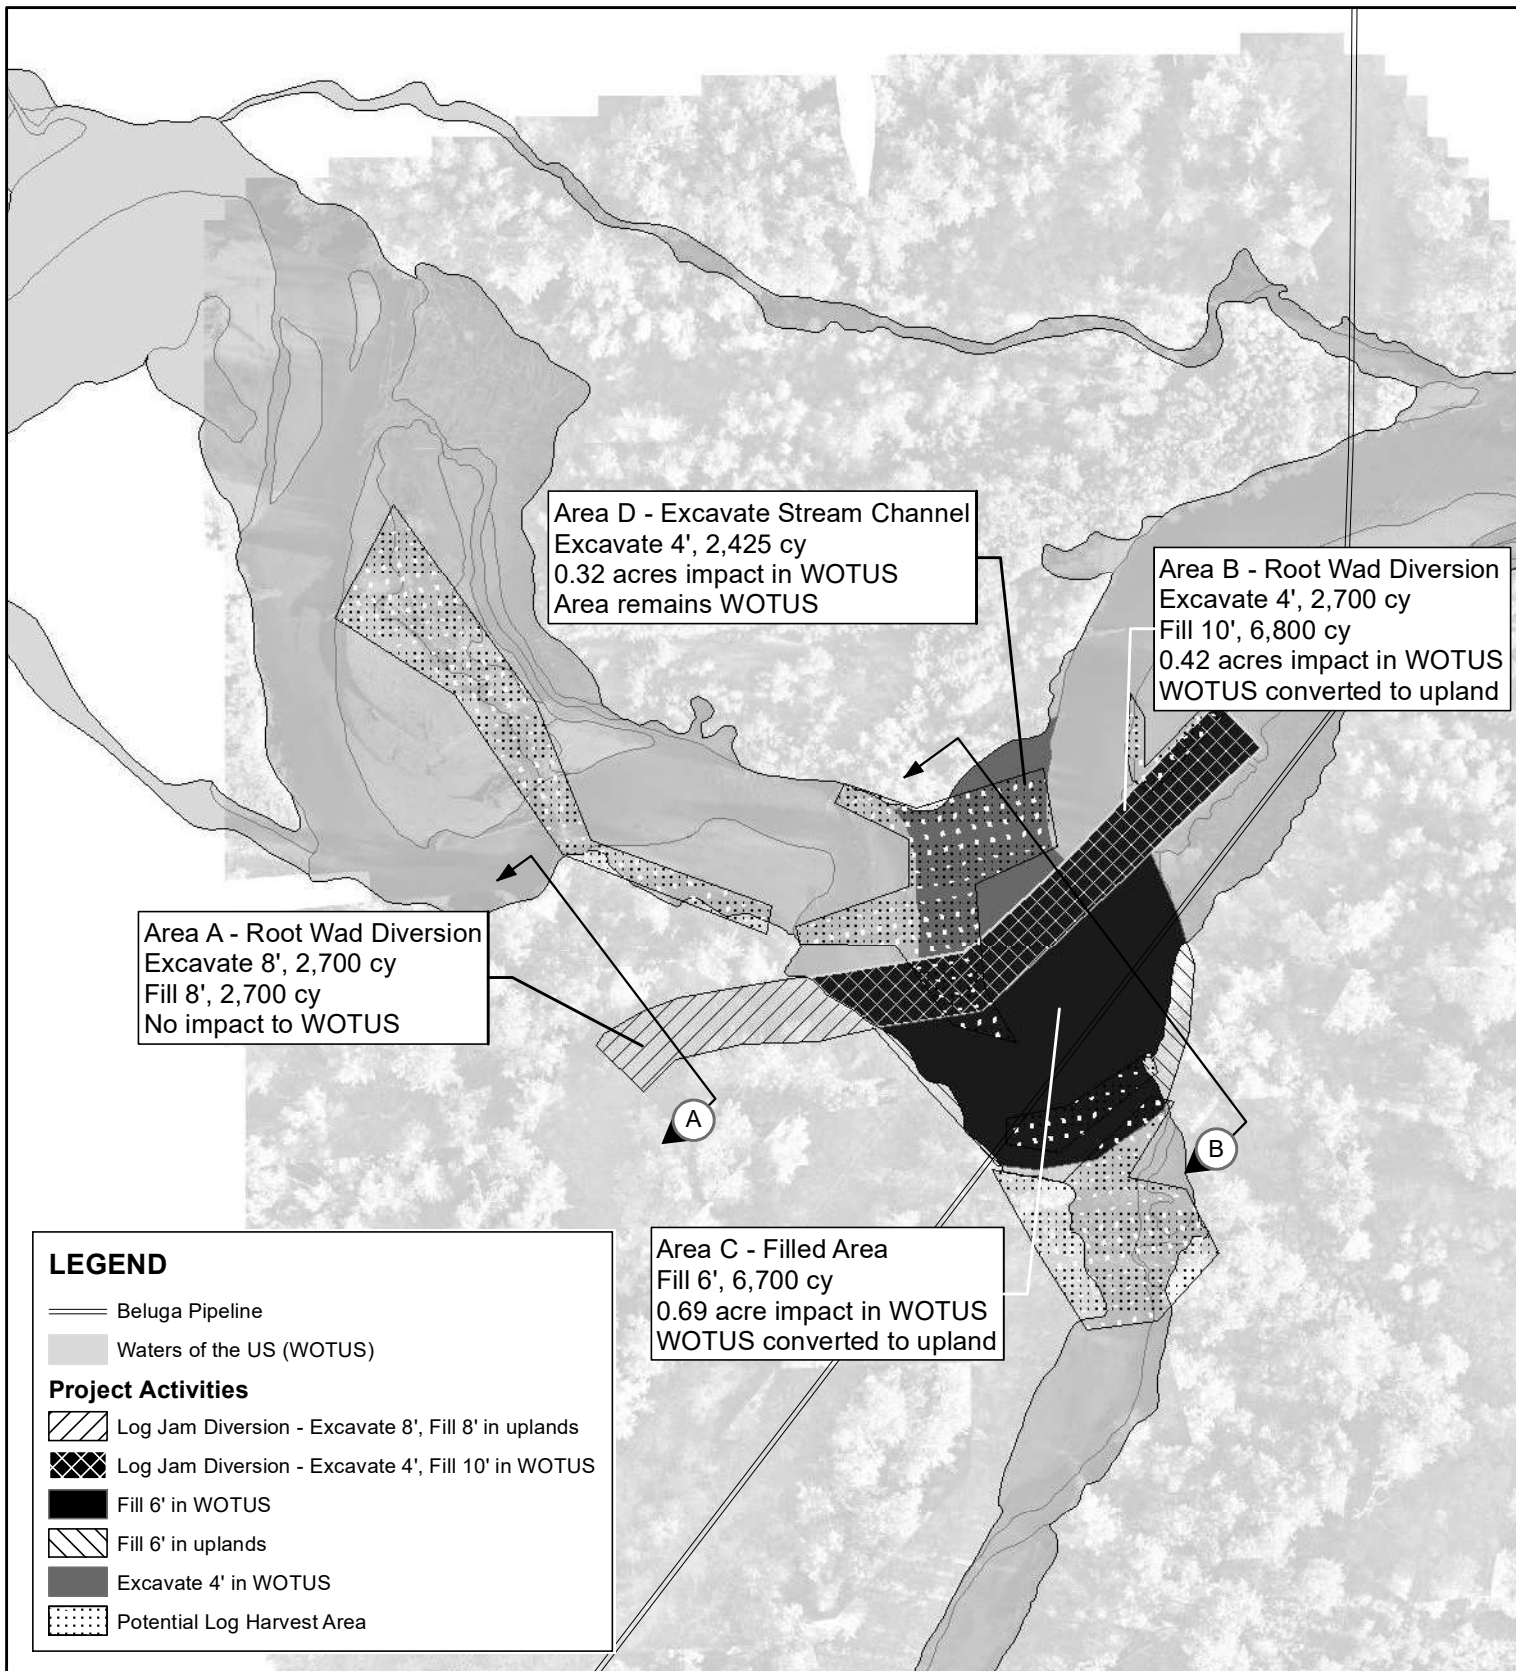 Area D - Excavate Stream Channel
Excavate 4', 2,425 cy
0.32 acres impact in WOTUS
Area remains WOTUS
Area B - Root Wad Diversion
Excavate 4', 2,700 cy
Fill 10', 6,800 cy
0.42 acres impact in WOTUS
WOTUS converted to upland
Area A - Root Wad Diversion
Excavate 8', 2,700 cy
Fill 8', 2,700 cy
No impact to WOTUS
A
B
Area C - Filled Area
Fill 6', 6,700 cy
0.69 acre impact in WOTUS
WOTUS converted to upland
LEGEND
Beluga Pipeline
Waters of the US (WOTUS)
Project Activities
Log Jam Diversion - Excavate 8', Fill 8' in uplands
Log Jam Diversion - Excavate 4', Fill 10' in WOTUS
Fill 6' in WOTUS
Fill 6' in uplands
Excavate 4' in WOTUS
Potential Log Harvest Area